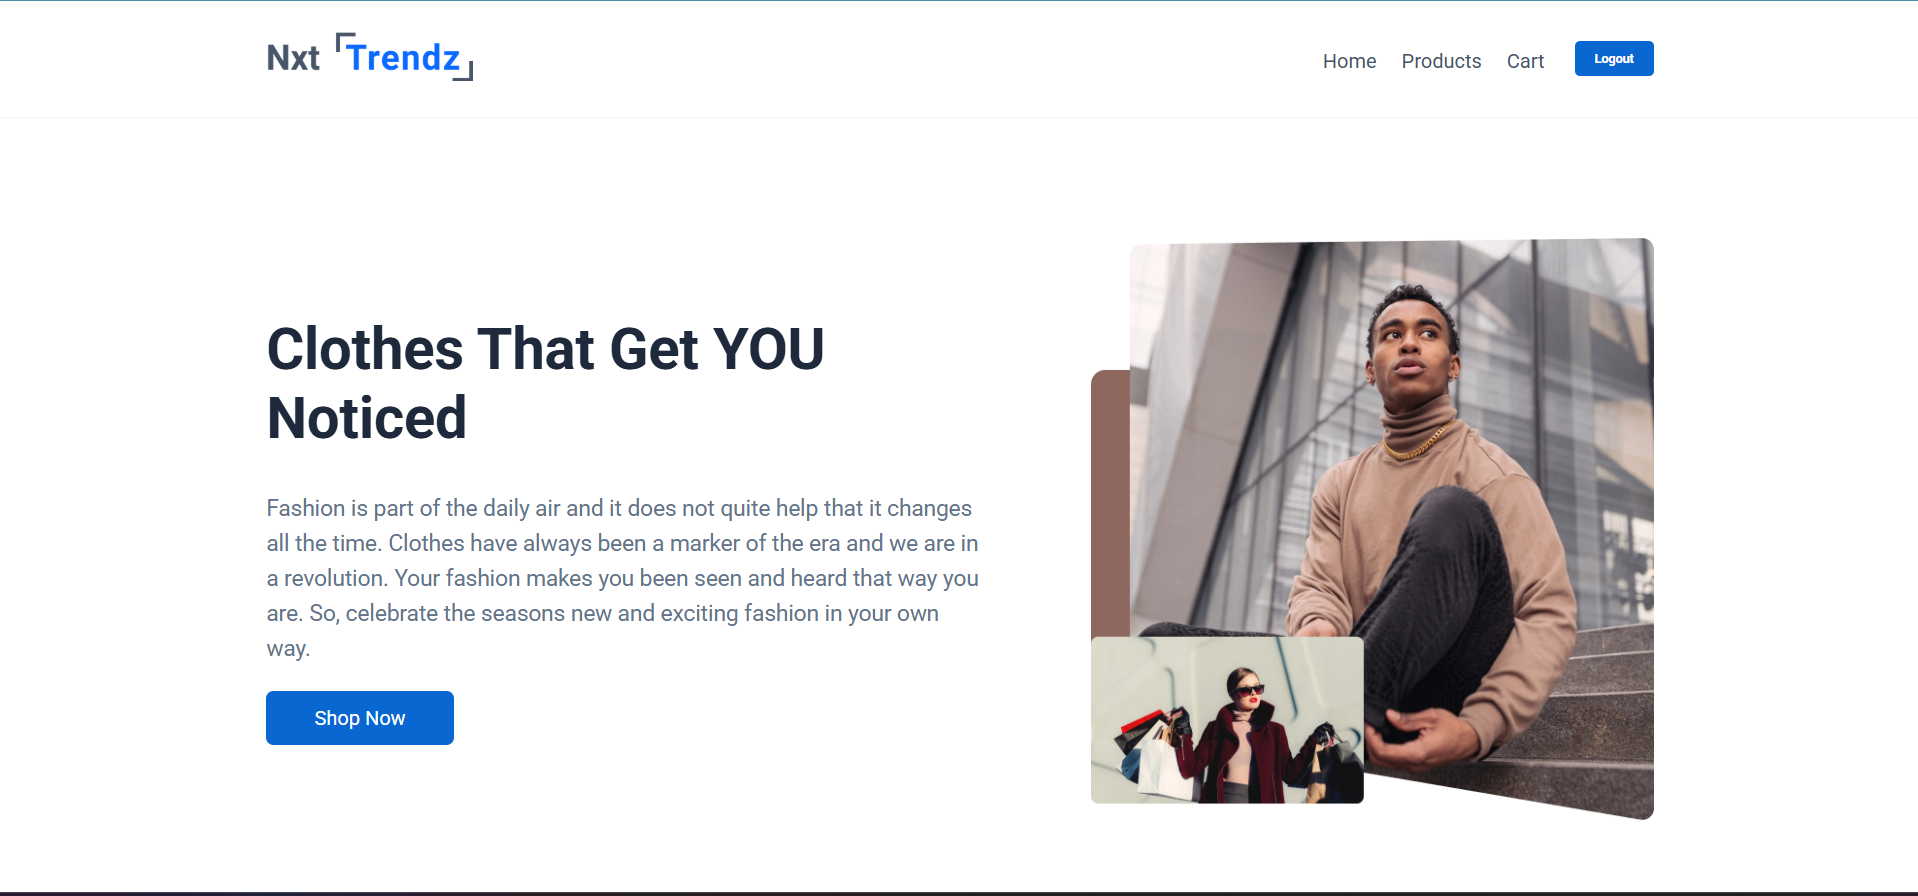 Nxt Trendz
Home Products Cart Logout
Clothes That Get YOU
Noticed
Fashion is part of the daily air and it does not quite help that it changes
all the time. Clothes have always been a marker of the era and we are in
a revolution. Your fashion makes you been seen and heard that way you
are. So, celebrate the seasons new and exciting fashion in your own
way.
Shop Now